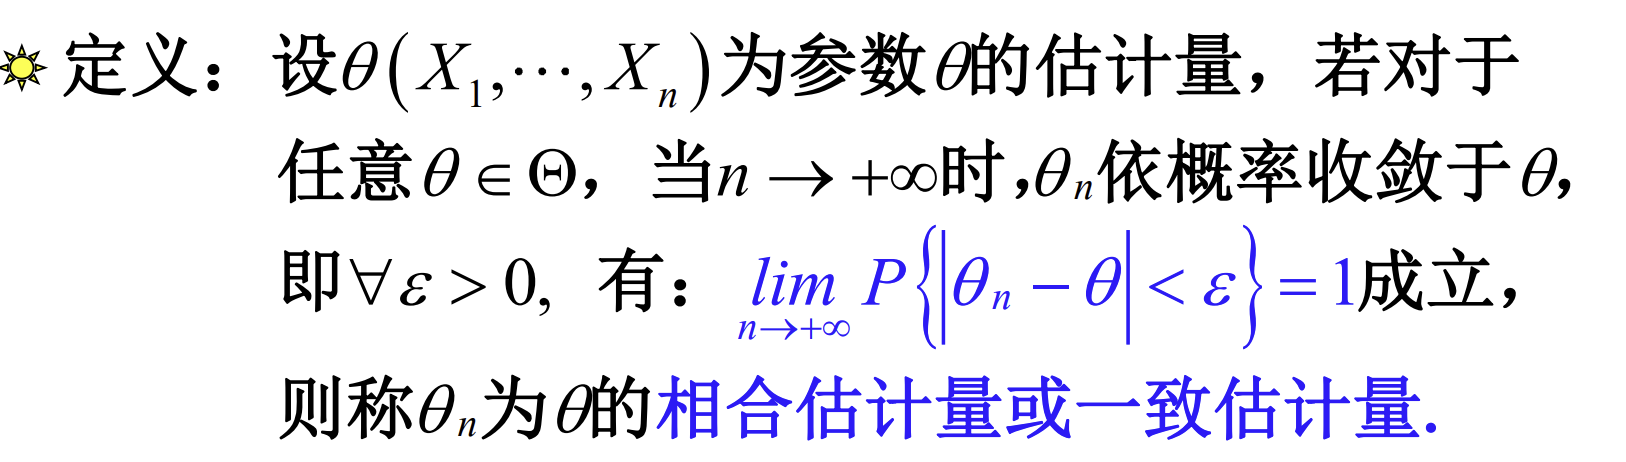 定义：设θ(X₁,⋯,Xₙ)为参数θ的估计量，若对于
任意θ∈Θ，当n→+∞时,θₙ依概率收敛于θ，
即∀ε>0, 有：lim_{n→+∞} P{|θₙ−θ|<ε}=1成立，
则称θₙ为θ的相合估计量或一致估计量.